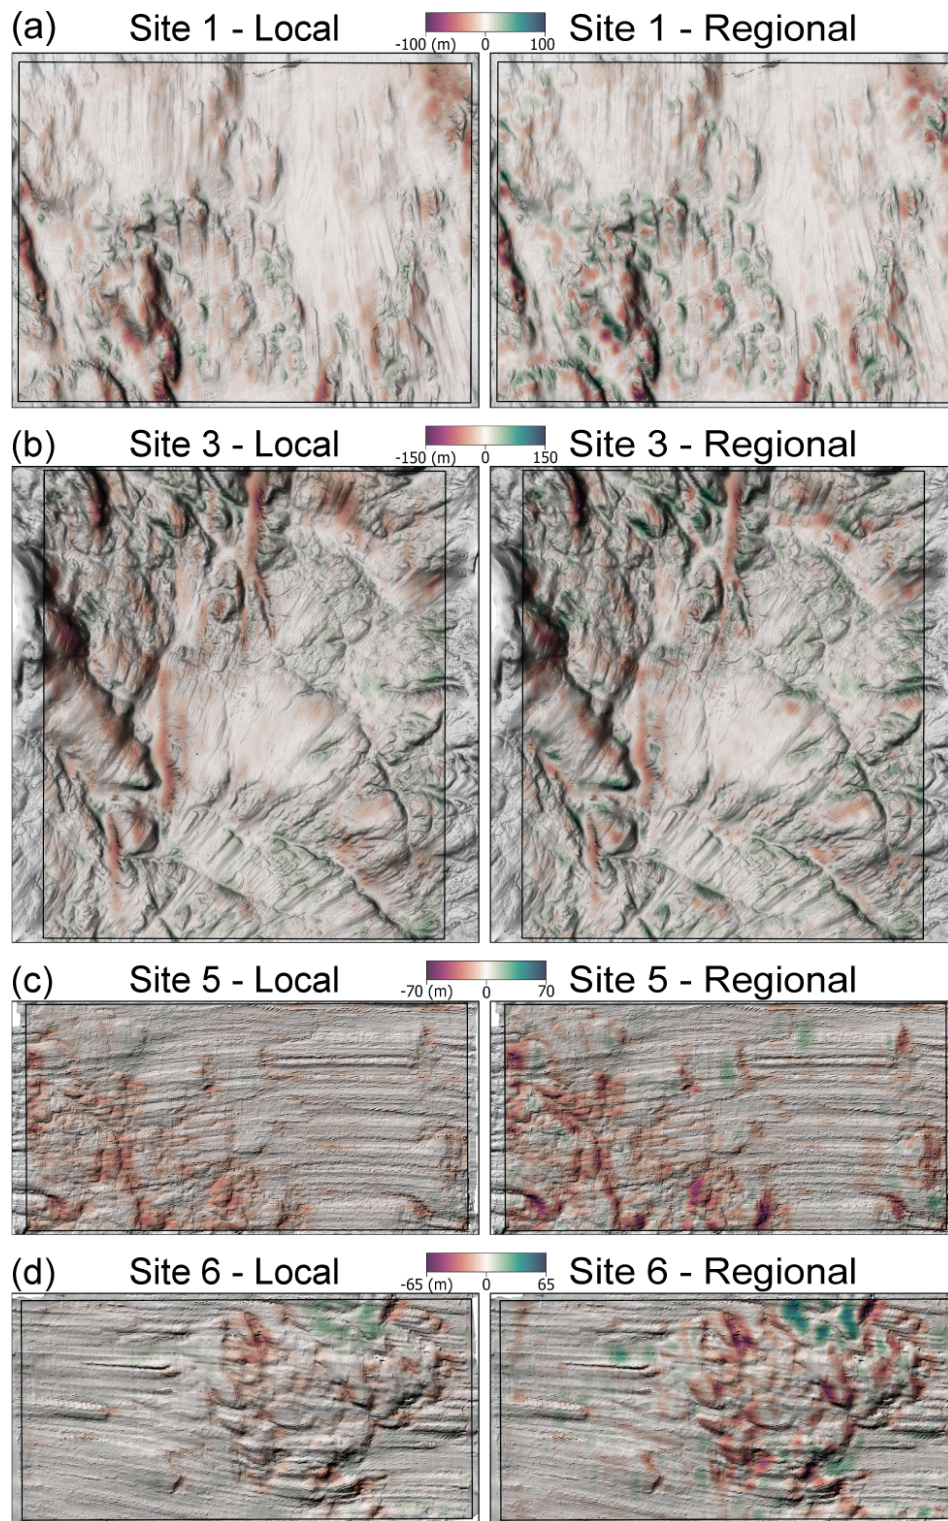 (a) Site 1 - Local -100 (m) 0 100 Site 1 - Regional
(b) Site 3 - Local -150 (m) 0 150 Site 3 - Regional
(c) Site 5 - Local -70 (m) 0 70 Site 5 - Regional
(d) Site 6 - Local -65 (m) 0 65 Site 6 - Regional